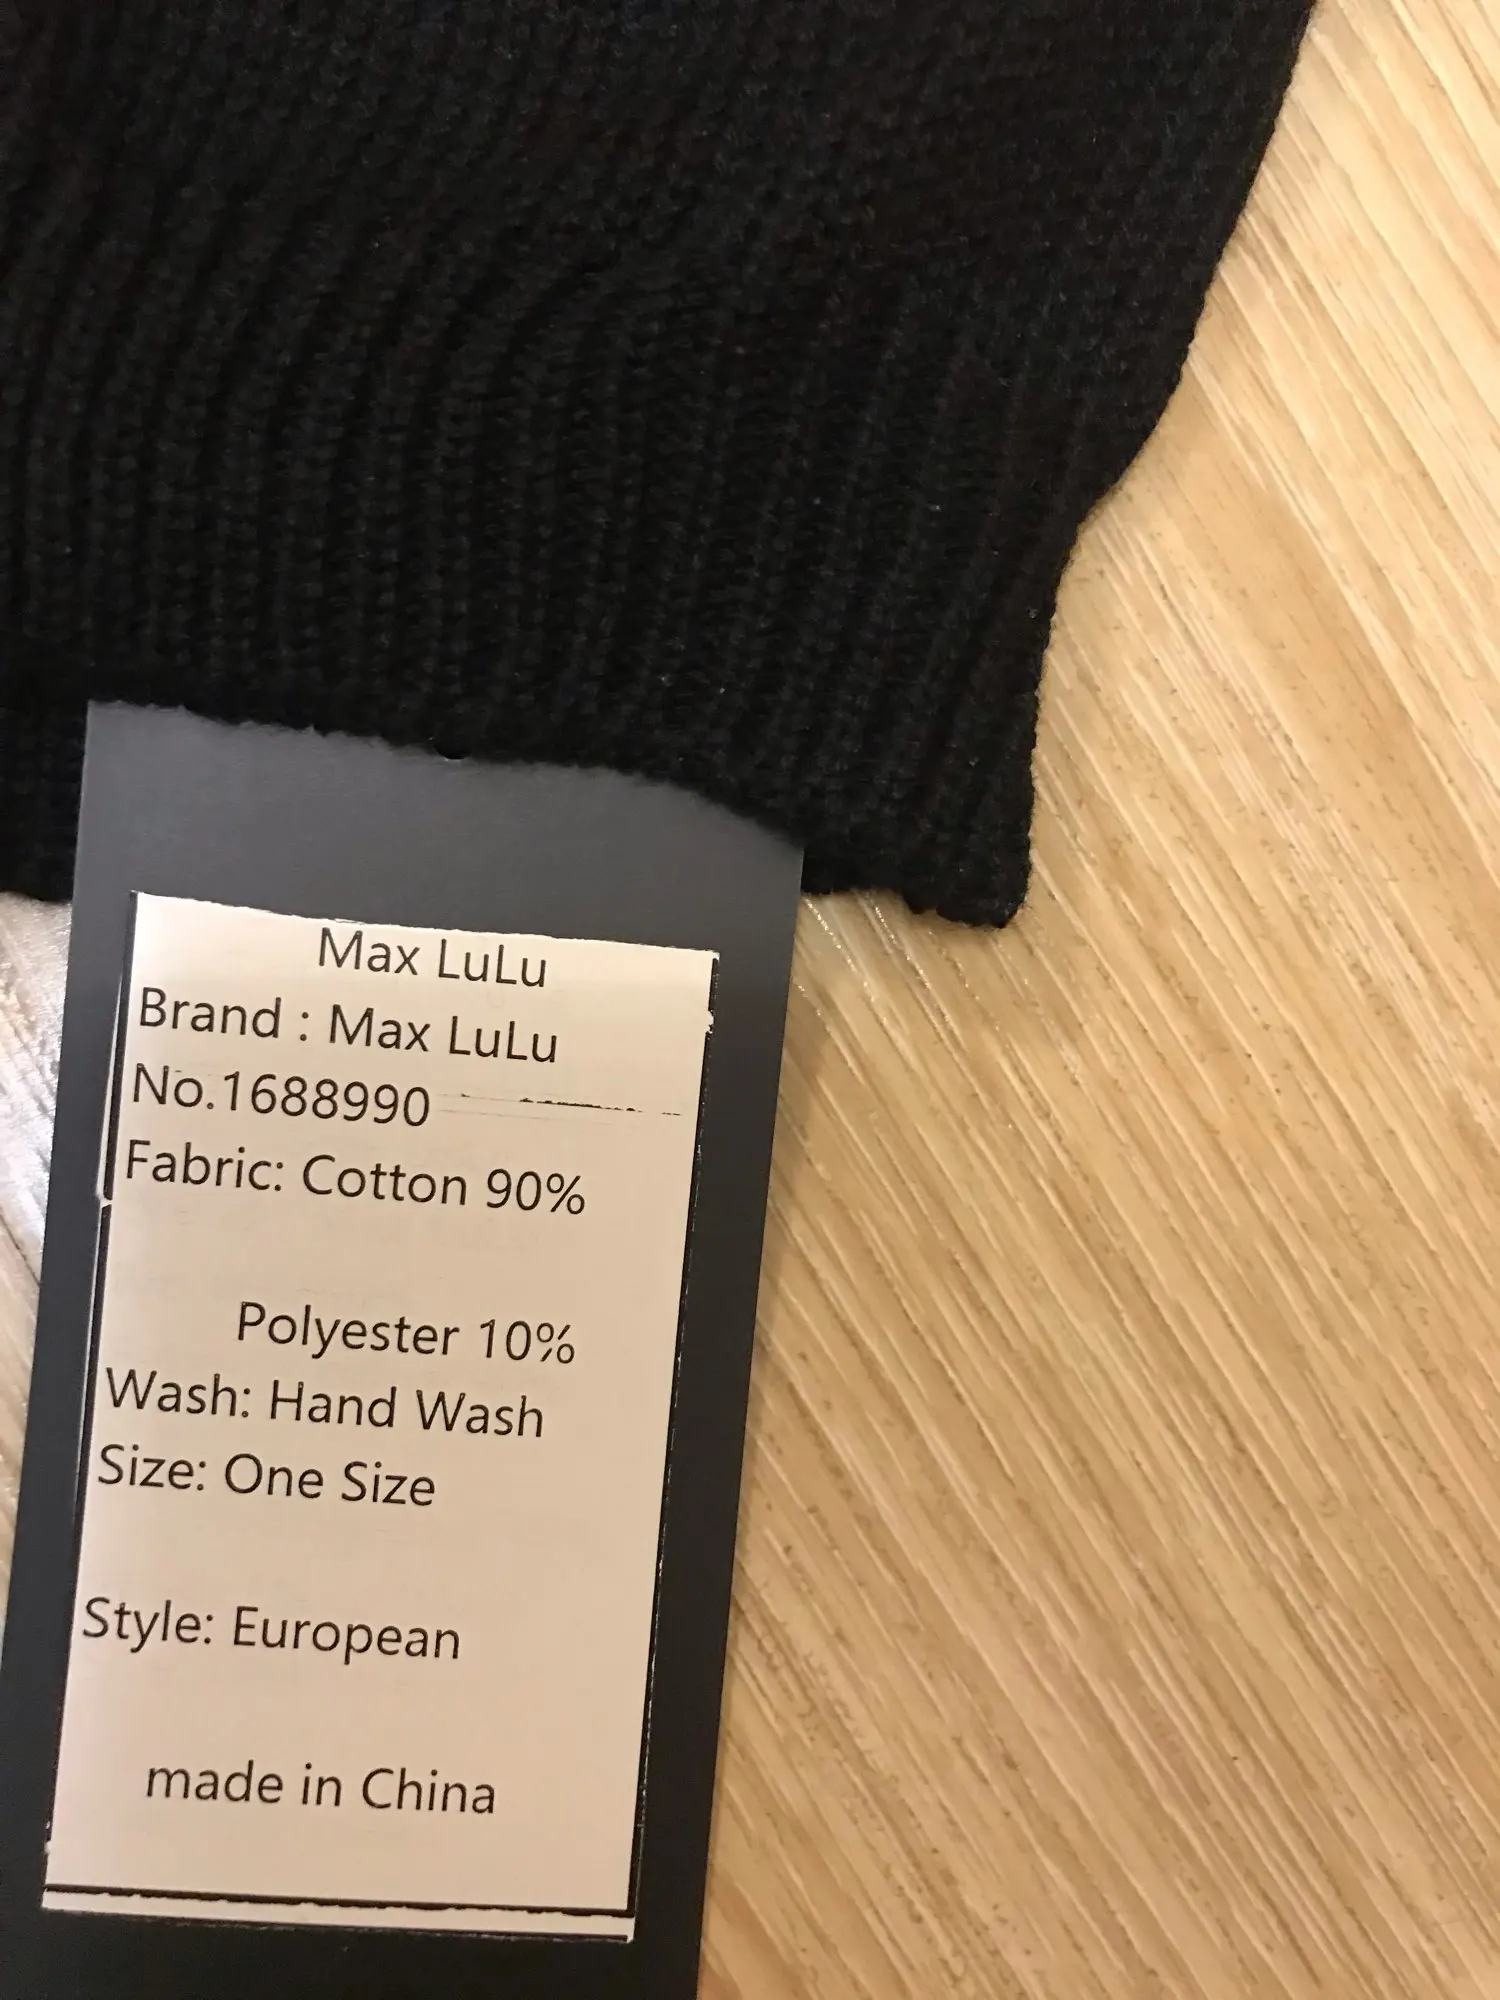 Max LuLu
Brand : Max LuLu
No.1688990
Fabric: Cotton 90%
Polyester 10%
Wash: Hand Wash
Size: One Size
Style: European
made in China